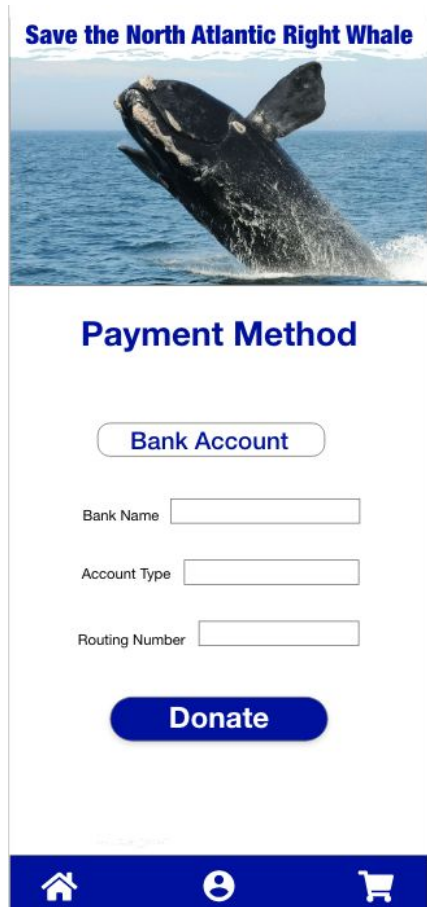 Save the North Atlantic Right Whale
Payment Method
Bank Account
Bank Name
Account Type
Routing Number
Donate